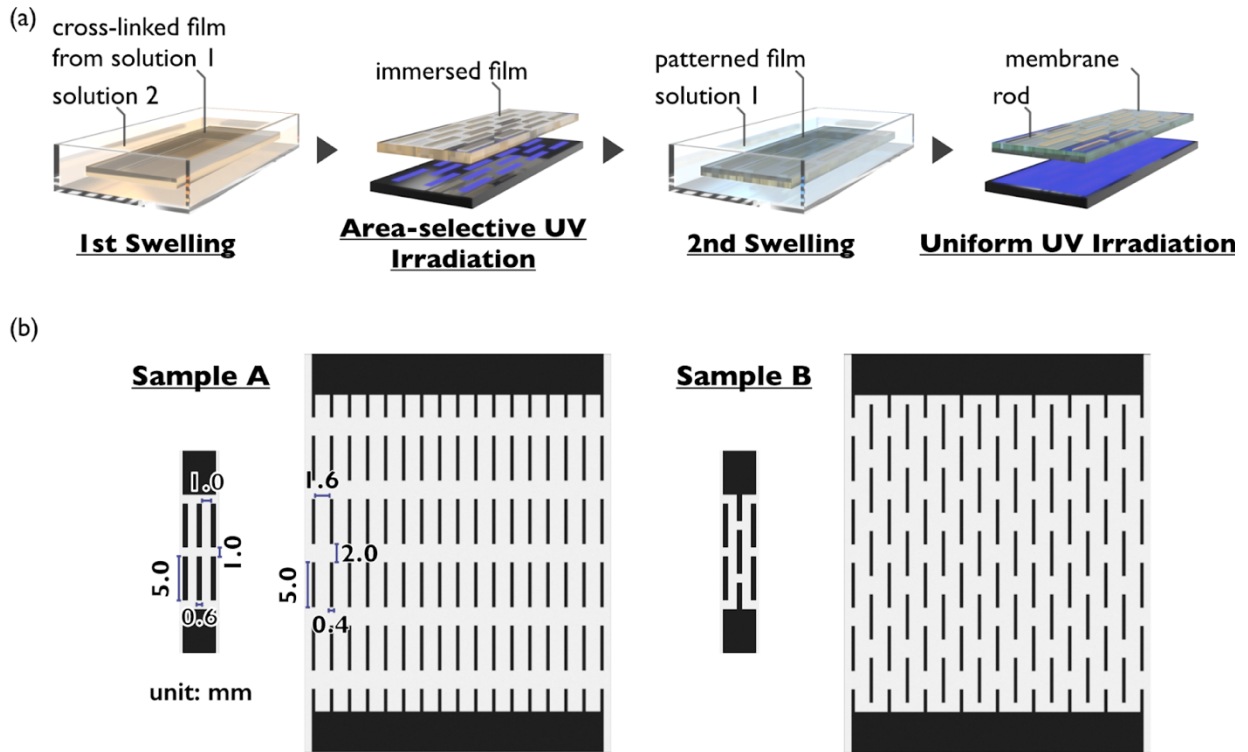 (a)
cross-linked film
from solution 1
solution 2
1st Swelling
immersed film
Area-selective UV
Irradiation
patterned film
solution 1
2nd Swelling
membrane
rod
Uniform UV Irradiation
(b)
Sample A
1.0
1.0
5.0
0.6
unit: mm
1.6
2.0
5.0
0.4
Sample B